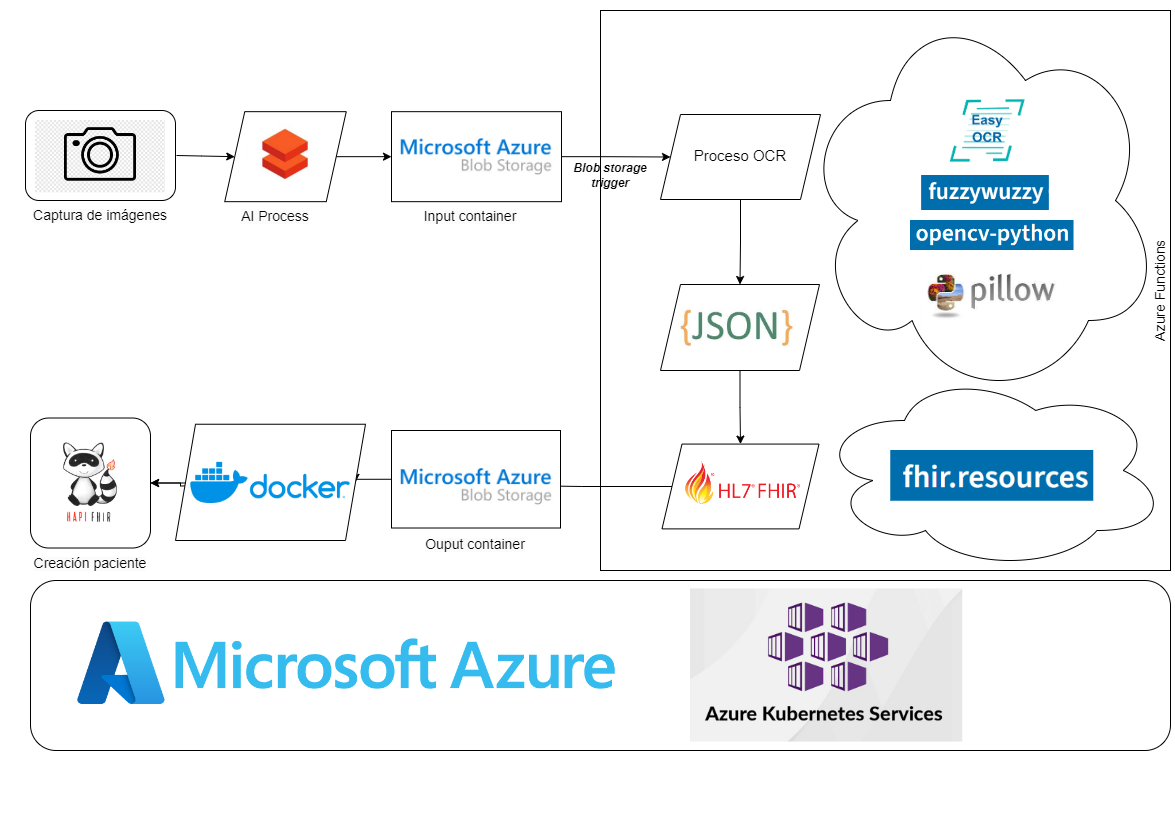 Captura de imágenes
AI Process
Microsoft Azure
Blob Storage
Input container
Blob storage
trigger
Proceso OCR
Easy
OCR
fuzzywuzzy
opencv-python
pillow
Azure Functions
{JSON}
HL7® FHIR®
fhir.resources
Microsoft Azure
Blob Storage
Ouput container
docker
HAPI FHIR
Creación paciente
Microsoft Azure
Azure Kubernetes Services